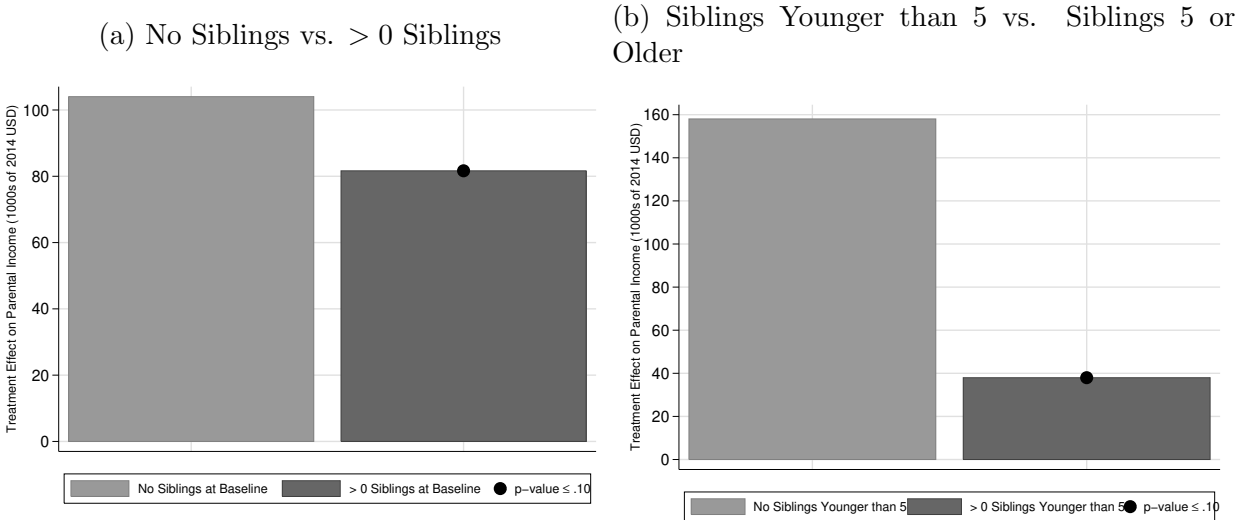 (a) No Siblings vs. > 0 Siblings
Treatment Effect on Parental Income (1000s of 2014 USD)
100
80
60
40
20
0
No Siblings at Baseline
> 0 Siblings at Baseline
p−value ≤ .10
(b) Siblings Younger than 5 vs. Siblings 5 or
Older
Treatment Effect on Parental Income (1000s of 2014 USD)
160
140
120
100
80
60
40
20
0
No Siblings Younger than 5
> 0 Siblings Younger than 5
p−value ≤ .10